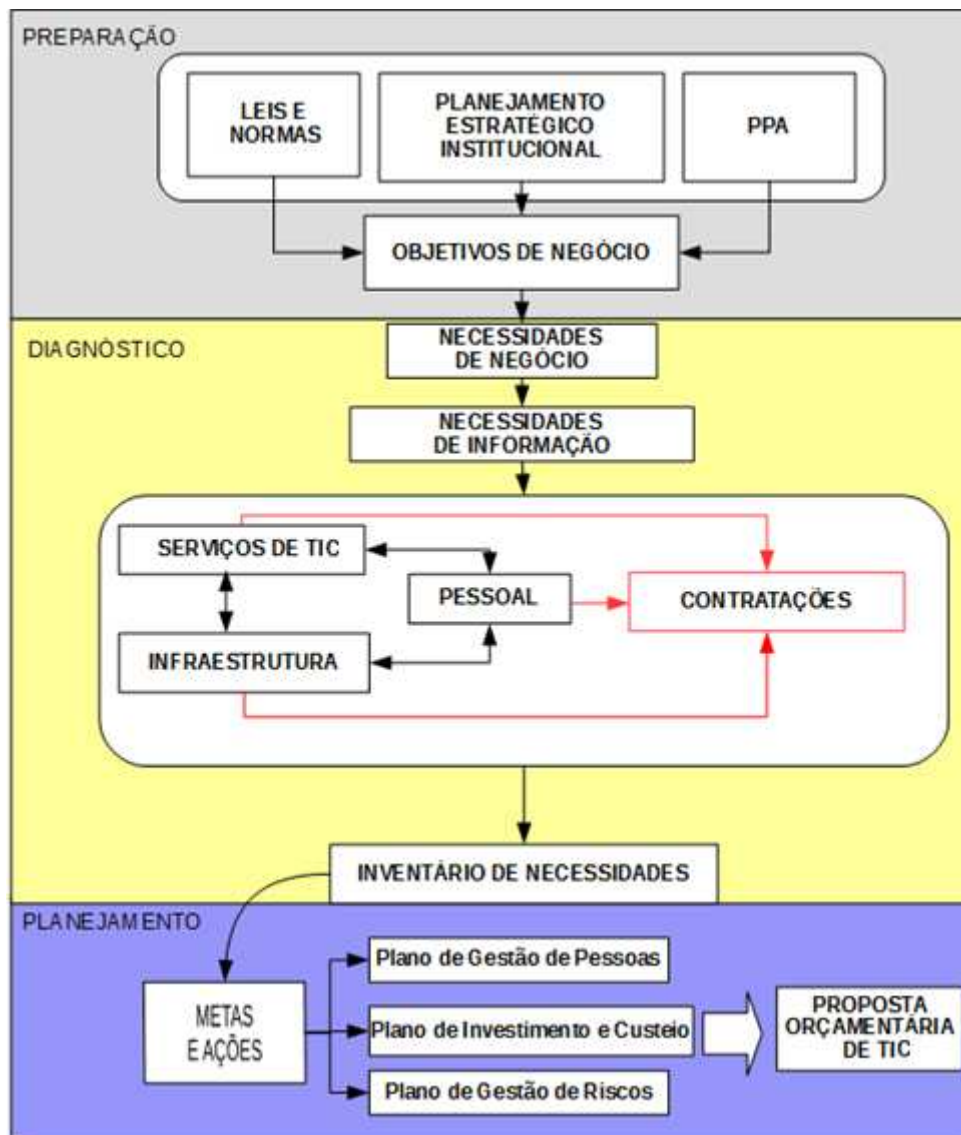 PREPARAÇÃO
LEIS E
NORMAS
PLANEJAMENTO
ESTRATÉGICO
INSTITUCIONAL
PPA
OBJETIVOS DE NEGÓCIO
DIAGNÓSTICO
NECESSIDADES
DE NEGÓCIO
NECESSIDADES
DE INFORMAÇÃO
SERVIÇOS DE TIC
PESSOAL
CONTRATAÇÕES
INFRAESTRUTURA
INVENTÁRIO DE NECESSIDADES
PLANEJAMENTO
METAS
E AÇÕES
Plano de Gestão de Pessoas
Plano de Investimento e Custeio
Plano de Gestão de Riscos
PROPOSTA
ORÇAMENTÁRIA
DE TIC